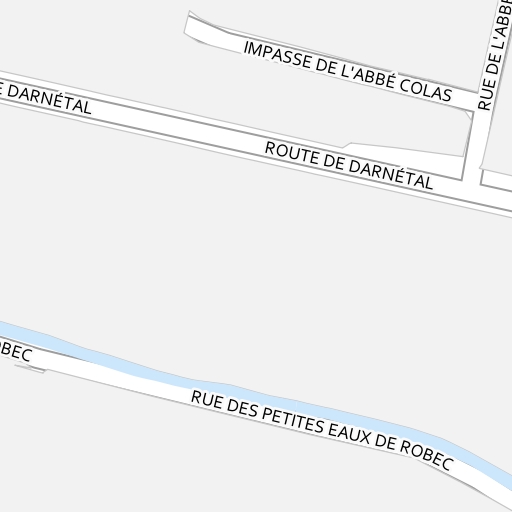 IMPASSE DE L'ABBÉ COLAS
RUE DE L'ABBÉ
E DARNÉTAL
ROUTE DE DARNÉTAL
OBEC
RUE DES PETITES EAUX DE ROBEC